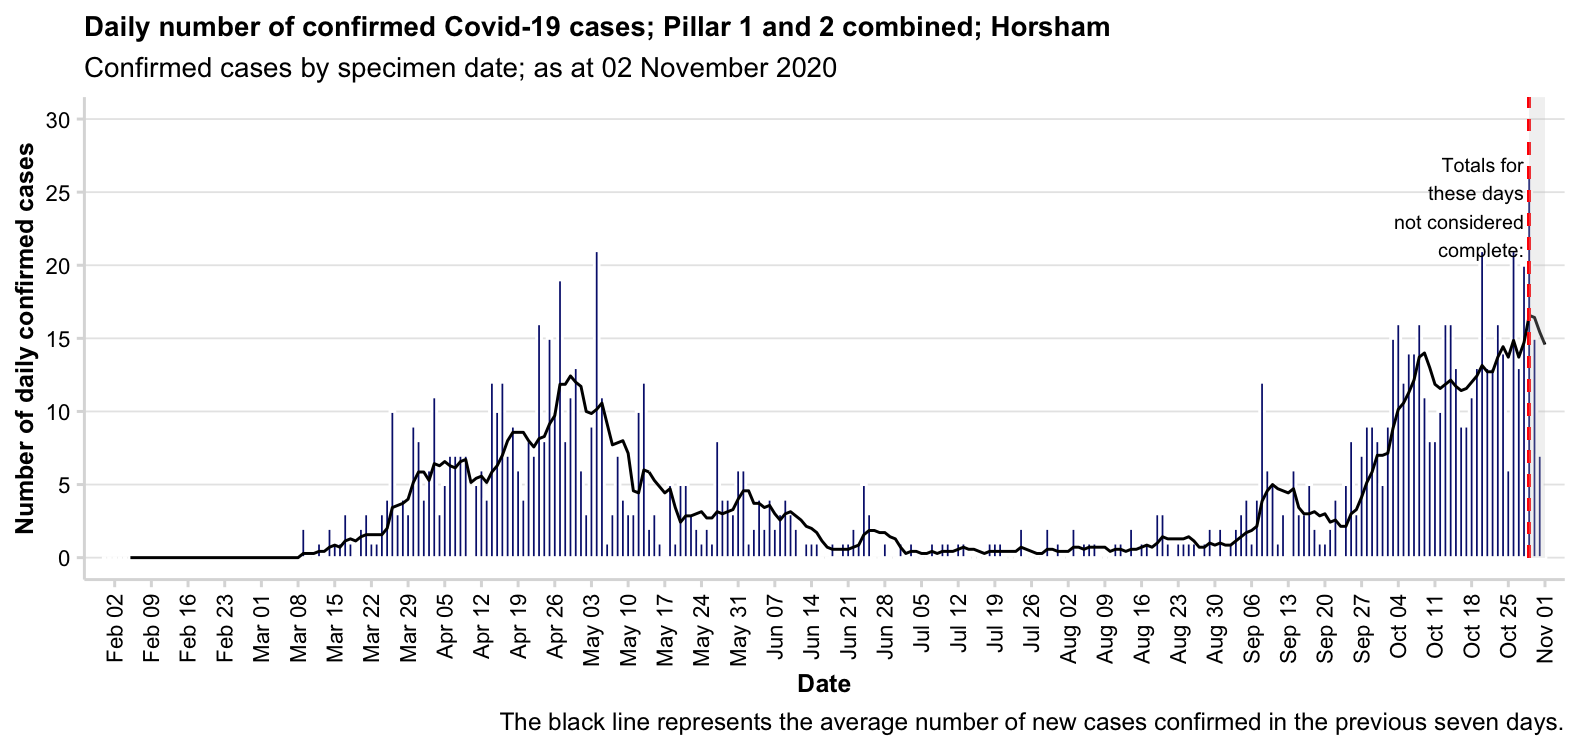 Daily number of confirmed Covid-19 cases; Pillar 1 and 2 combined; Horsham
Confirmed cases by specimen date; as at 02 November 2020
Number of daily confirmed cases
30
25
20
15
10
5
0
Totals for
these days
not considered
complete:
Feb 02
Feb 09
Feb 16
Feb 23
Mar 01
Mar 08
Mar 15
Mar 22
Mar 29
Apr 05
Apr 12
Apr 19
Apr 26
May 03
May 10
May 17
May 24
May 31
Jun 07
Jun 14
Jun 21
Jun 28
Jul 05
Jul 12
Jul 19
Jul 26
Aug 02
Aug 09
Aug 16
Aug 23
Aug 30
Sep 06
Sep 13
Sep 20
Sep 27
Oct 04
Oct 11
Oct 18
Oct 25
Nov 01
Date
The black line represents the average number of new cases confirmed in the previous seven days.